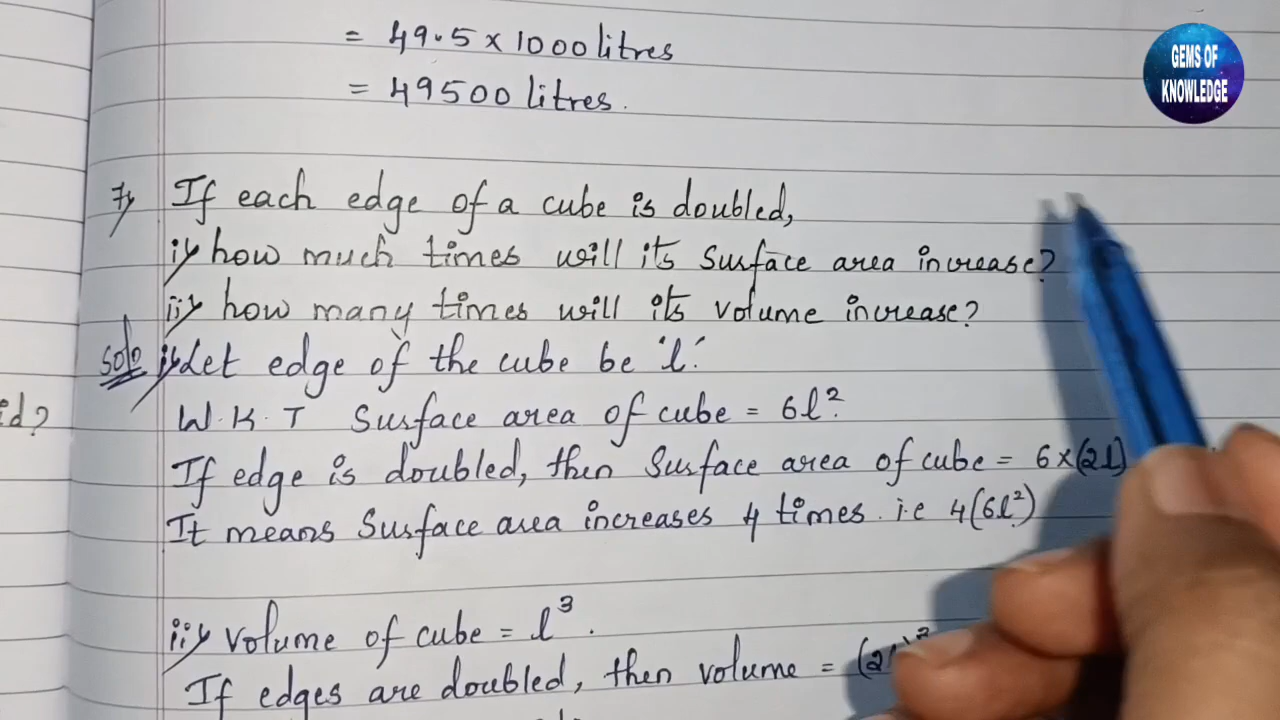 = 49.5 × 1000 litres
= 49500 litres.
7) If each edge of a cube is doubled,
i) how much times will its surface area increase?
ii) how many times will its volume increase?
Soln i) Let edge of the cube be 'l'.
W.K.T Surface area of cube = 6l².
If edge is doubled, then surface area of cube = 6×(2l)
It means surface area increases 4 times. i.e 4(6l²)
ii) Volume of cube = l³.
If edges are doubled, then volume =
id?
GEMS OF
KNOWLEDGE